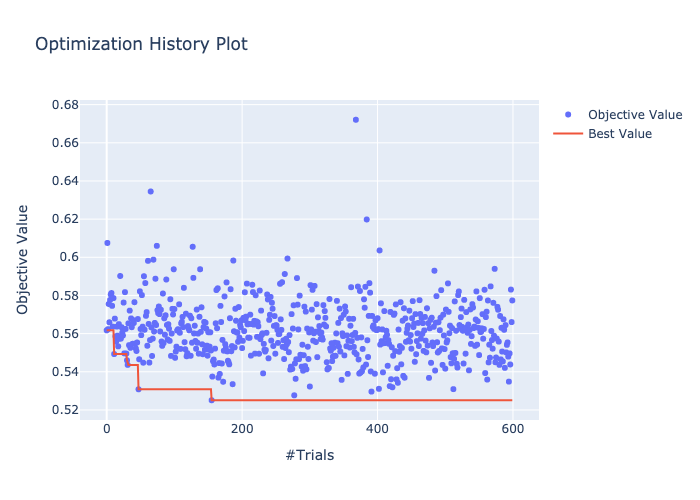 Optimization History Plot
0.68
0.66
0.64
0.62
0.6
0.58
0.56
0.54
0.52
0
200
400
600
#Trials
Objective Value
Objective Value
Best Value